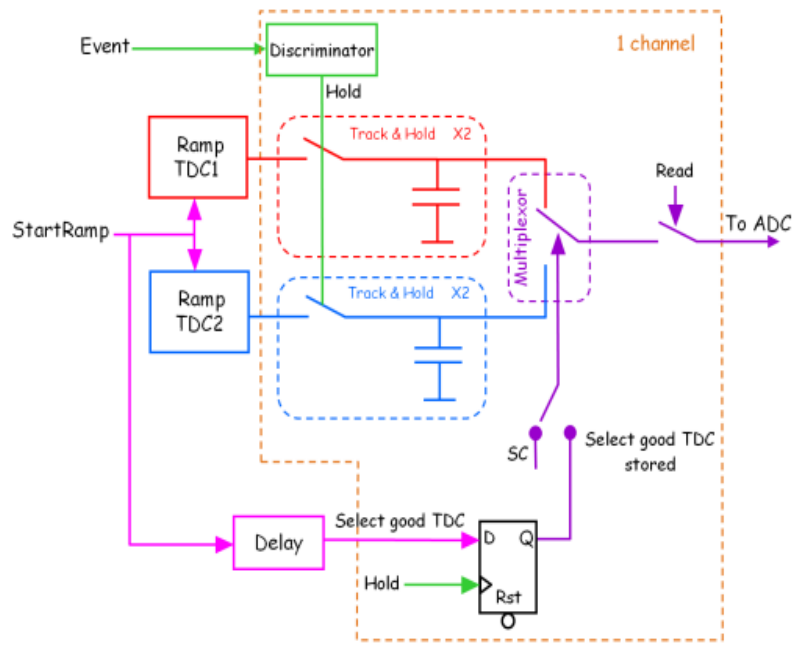 Event
Discriminator
1 channel
Hold
Track & Hold X2
Ramp
TDC1
Read
Multiplexor
To ADC
StartRamp
Track & Hold X2
Ramp
TDC2
SC
Select good TDC
stored
Select good TDC
Delay
D Q
Hold
Rst